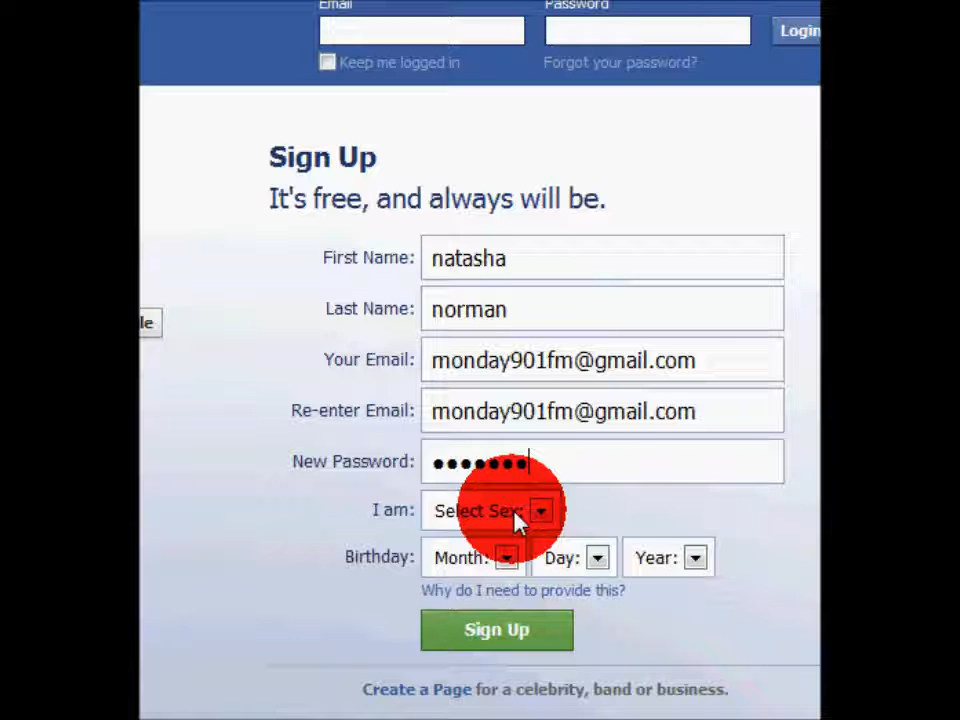 Email Password
Login
Keep me logged in Forgot your password?
Sign Up
It's free, and always will be.
First Name: natasha
Last Name: norman
le
Your Email: monday901fm@gmail.com
Re-enter Email: monday901fm@gmail.com
New Password: •••••••
I am: Select Sex:
Birthday: Month: Day: Year:
Why do I need to provide this?
Sign Up
Create a Page for a celebrity, band or business.